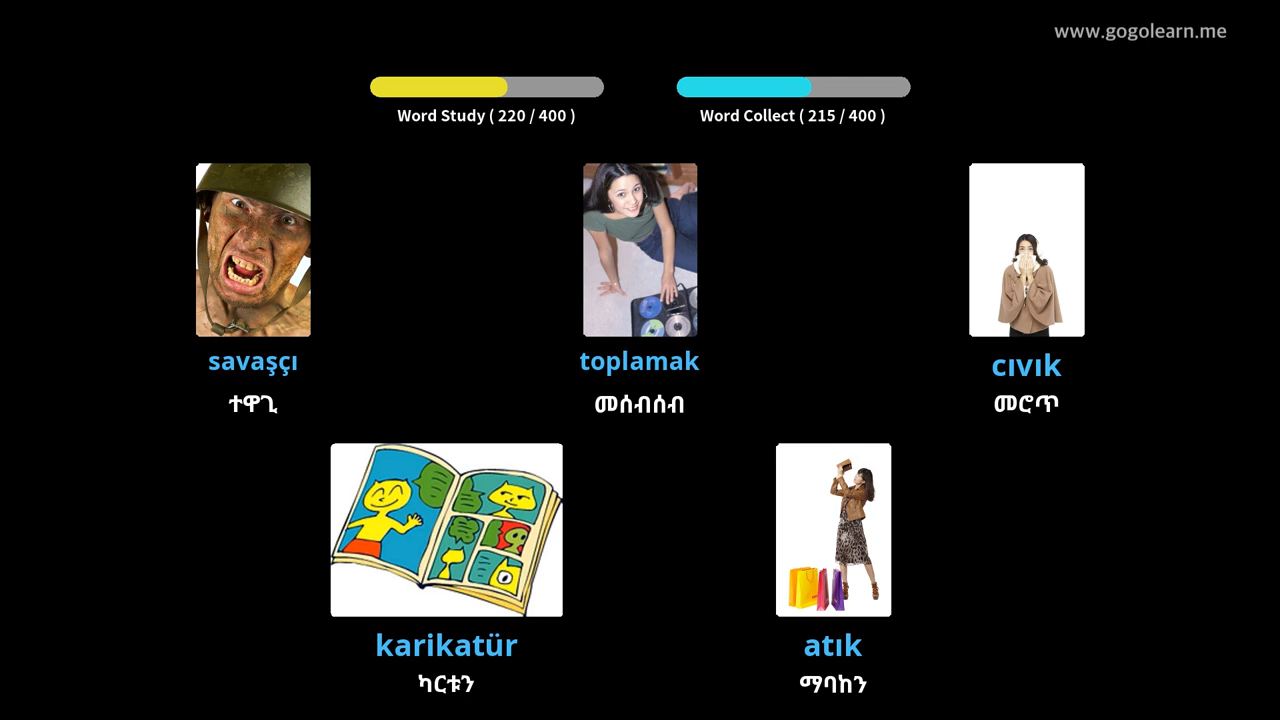 www.gogolearn.me
Word Study ( 220 / 400 )
Word Collect ( 215 / 400 )
savaşçı
ተዋጊ
toplamak
መሰብሰብ
cıvık
መሮጥ
karikatür
ካርቱን
atık
ማባከን